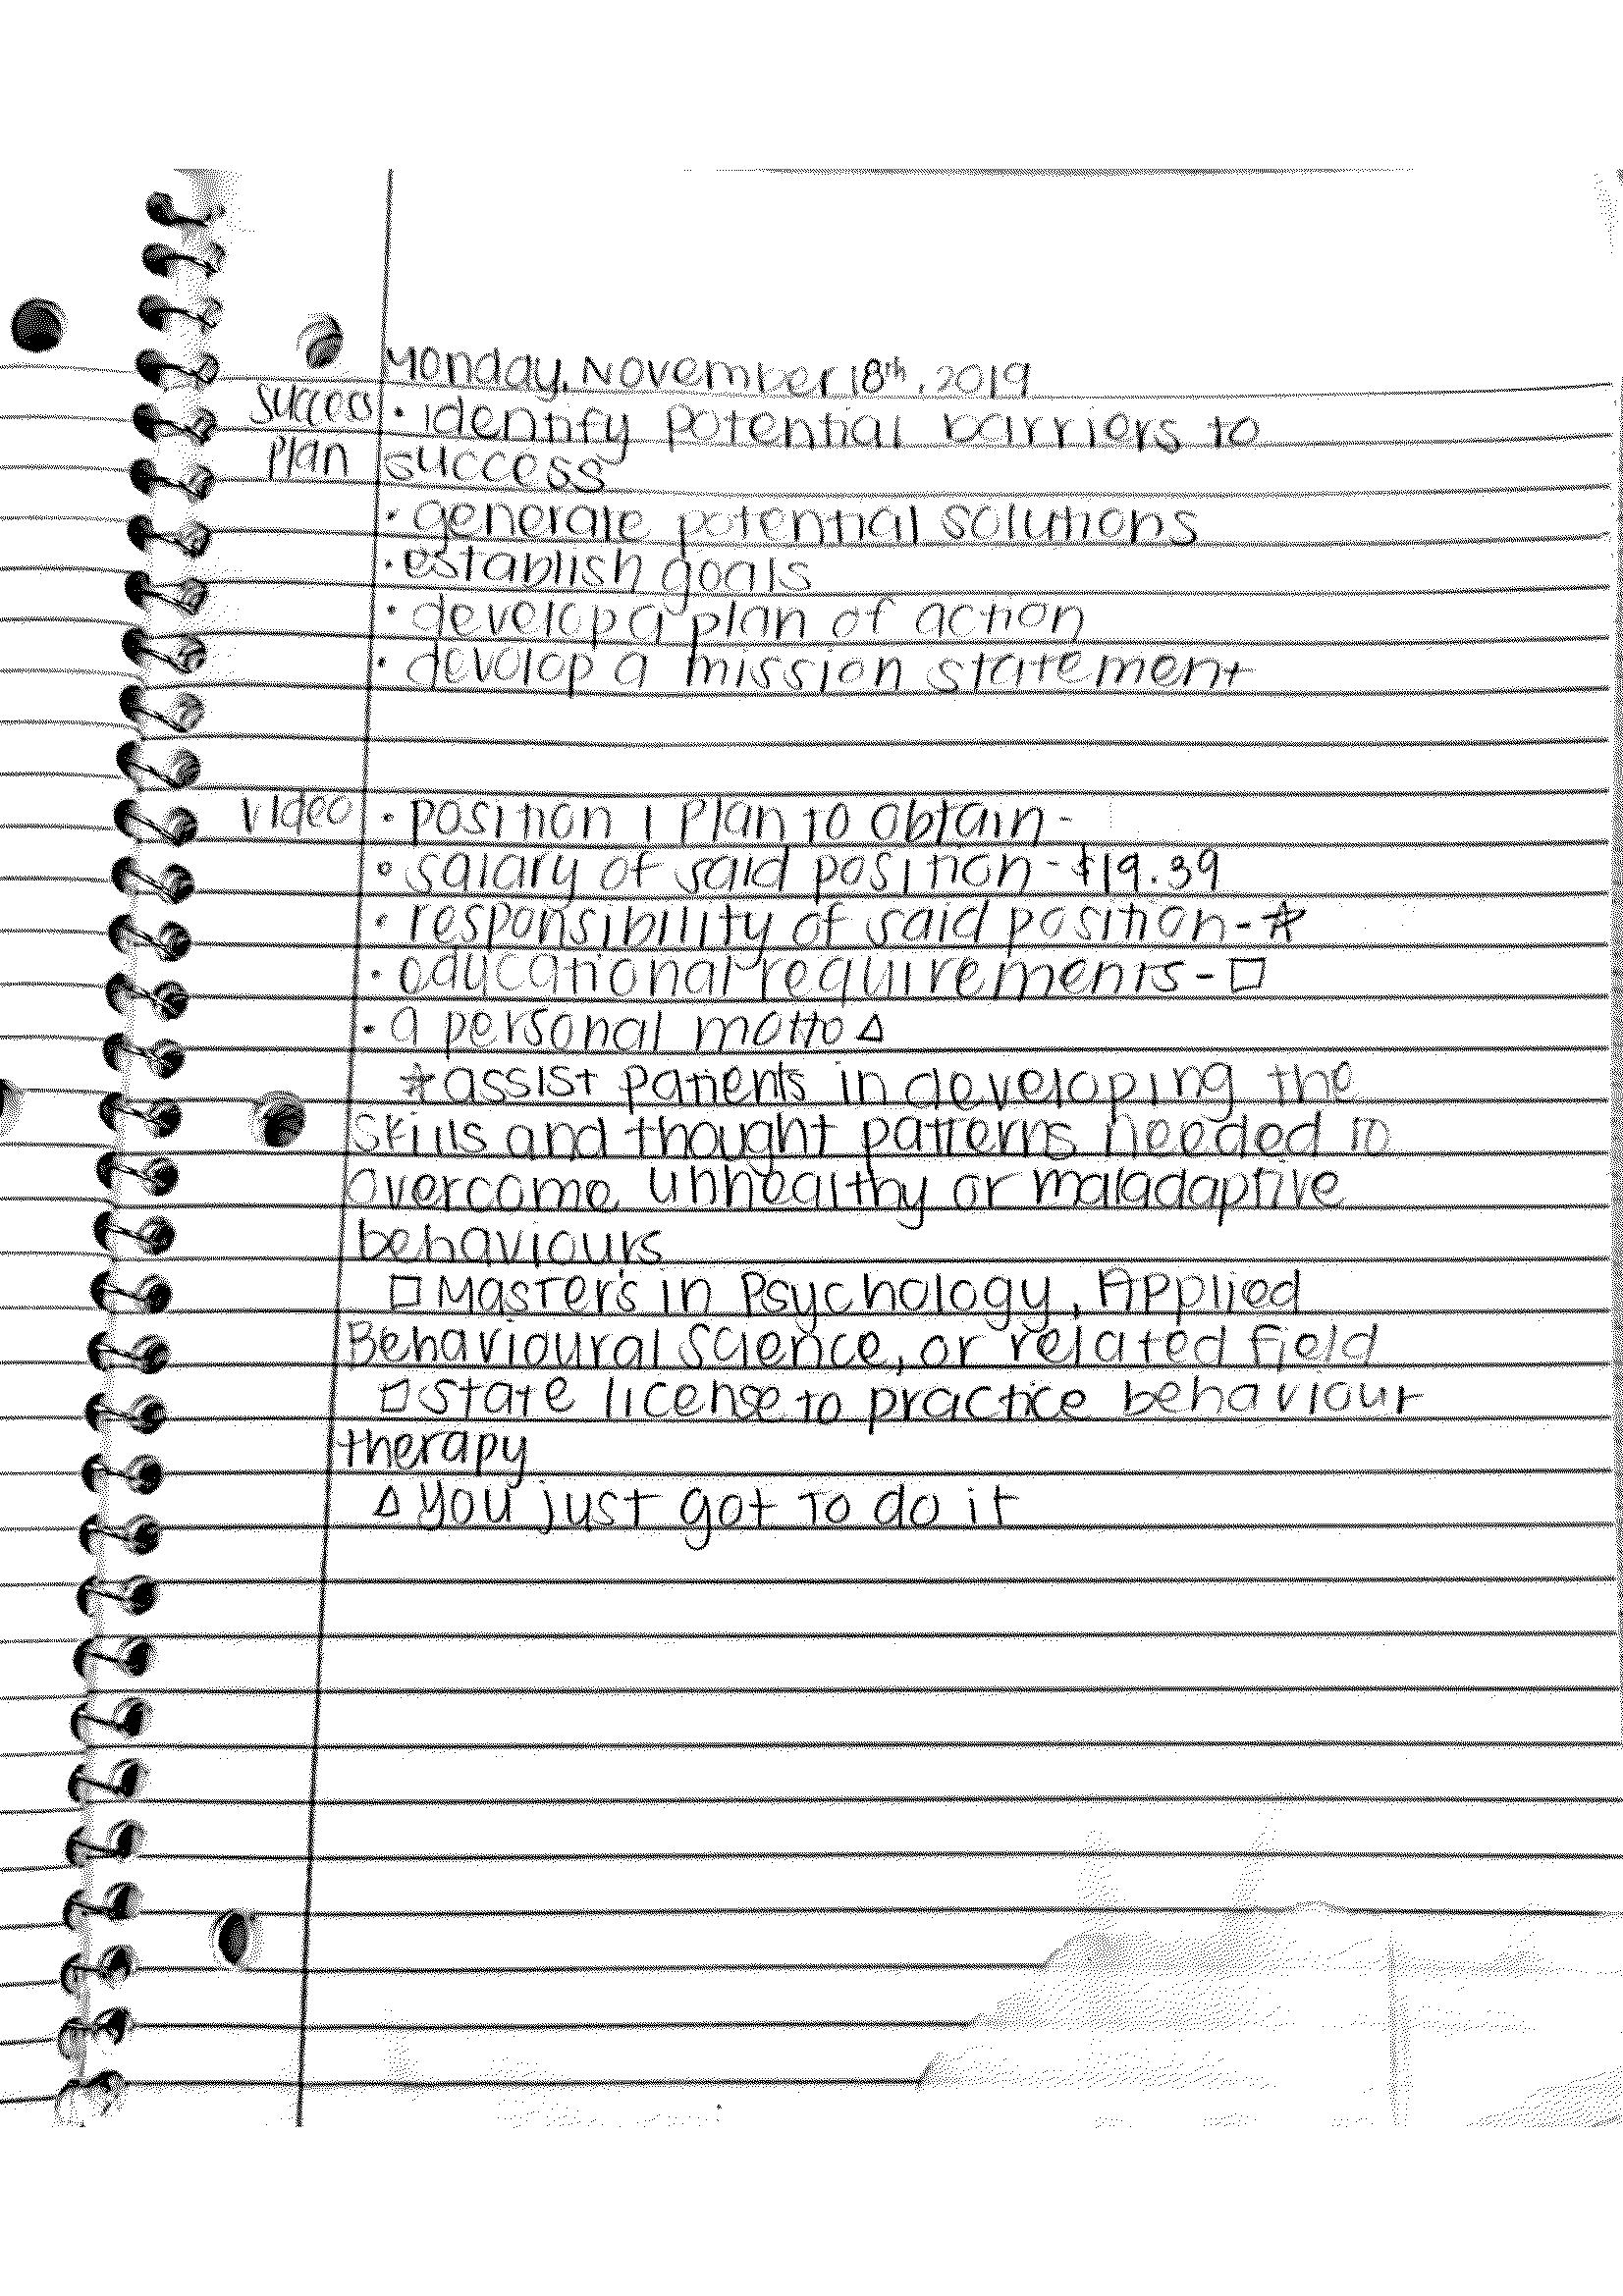 Monday, November 18th, 2019
success • identify potential barriers to
plan success
• generate potential solutions
• establish goals
• develop a plan of action
• devolop a mission statement
video • position I plan to obtain -
• salary of said position - $19.39
• responsibility of said position - *
• educational requirements - □
• a personal motto △
* assist patients in developing the
skills and thought patterns needed to
overcome unhealthy or maladaptive
behaviours
□ Master's in Psychology, Applied
Behavioural Science, or related field
□ state license to practice behaviour
therapy
△ you just got to do it